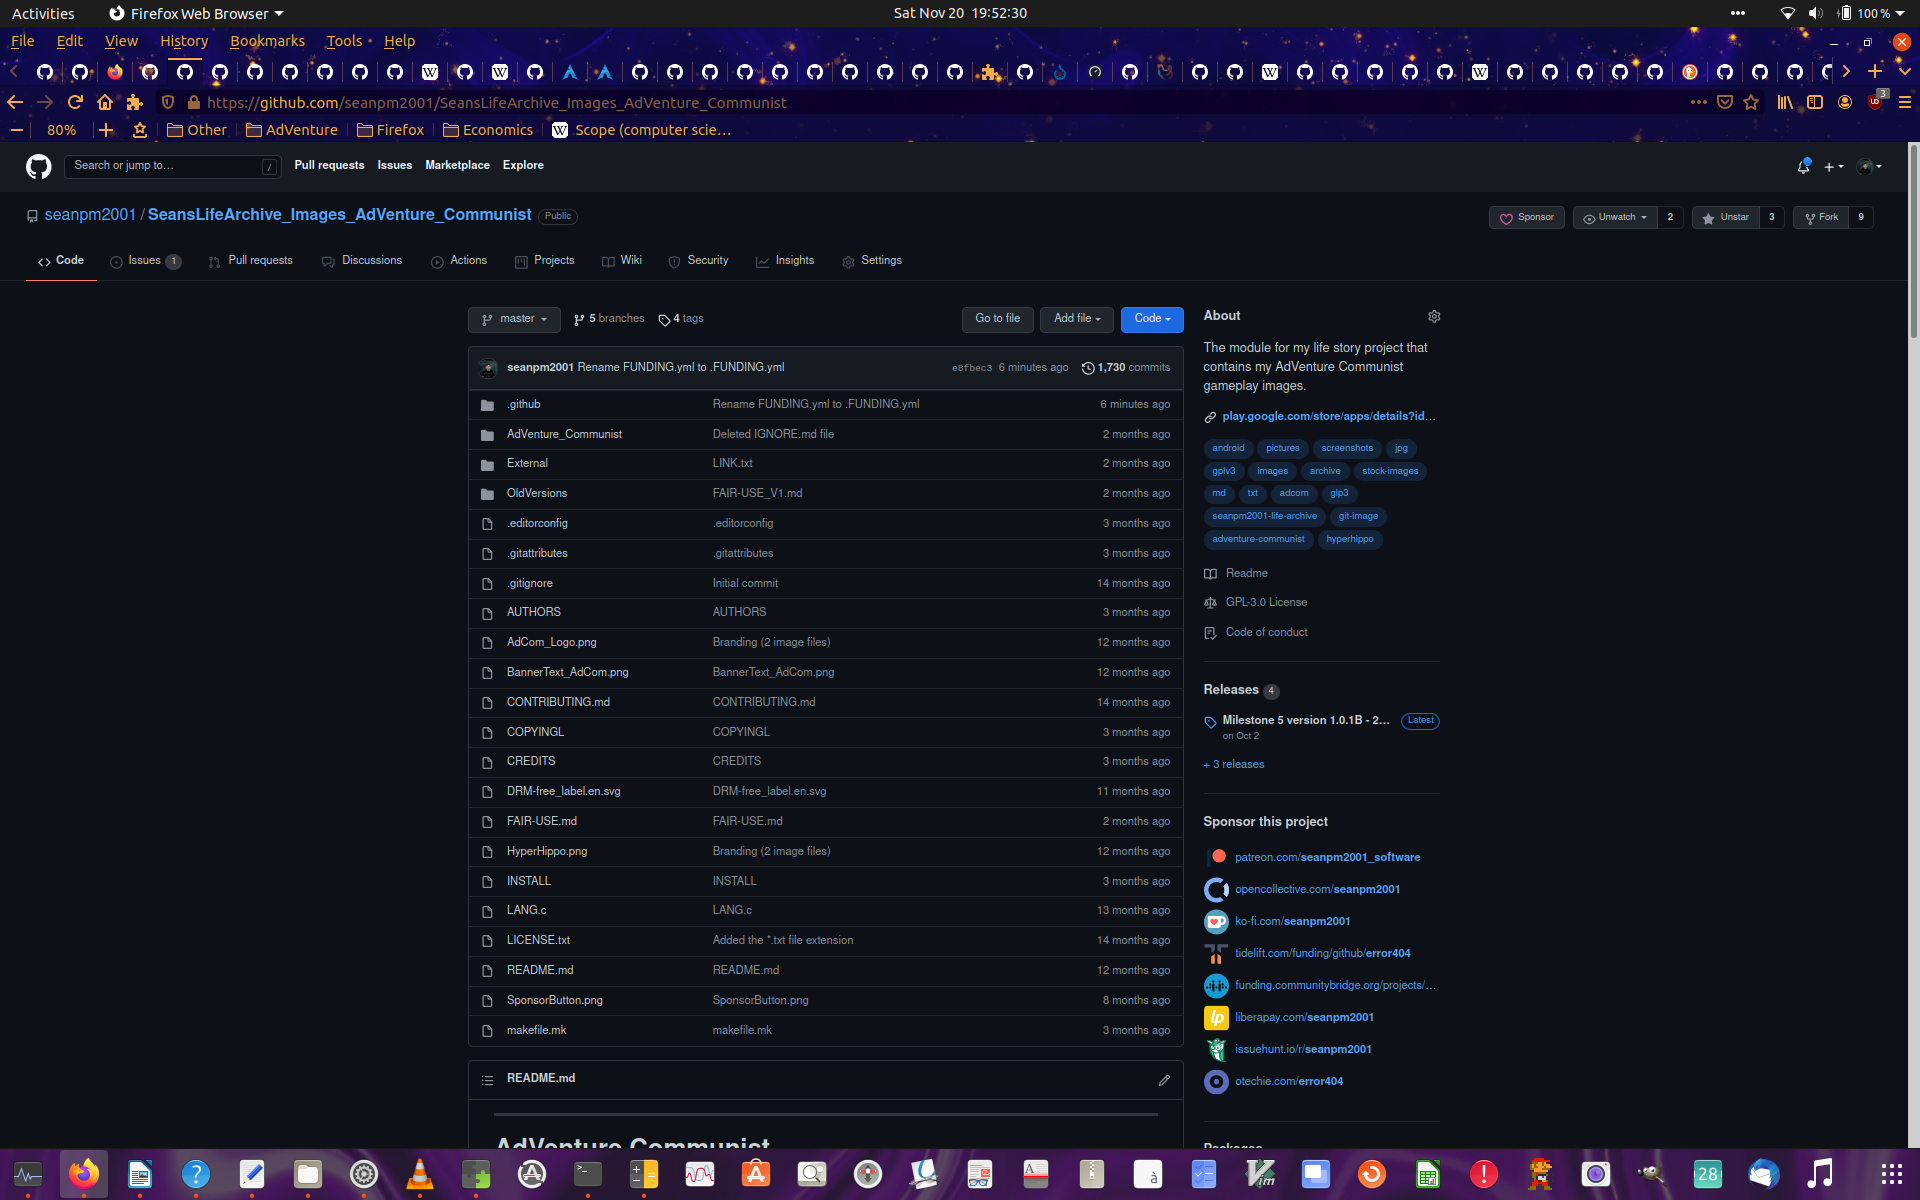 Activities
Firefox Web Browser
Sat Nov 20 19:52:30
100 %
File Edit View History Bookmarks Tools Help
https://github.com/seanpm2001/SeansLifeArchive_Images_AdVenture_Communist
3
80%
Other
AdVenture
Firefox
Economics
Scope (computer scie…
Search or jump to…
/
Pull requests Issues Marketplace Explore
seanpm2001 / SeansLifeArchive_Images_AdVenture_Communist Public
Sponsor
Unwatch 2
Unstar 3
Fork 9
Code
Issues 1
Pull requests
Discussions
Actions
Projects
Wiki
Security
Insights
Settings
master
5 branches
4 tags
Go to file
Add file
Code
seanpm2001 Rename FUNDING.yml to .FUNDING.yml e8fbec3 6 minutes ago 1,730 commits
.github Rename FUNDING.yml to .FUNDING.yml 6 minutes ago
AdVenture_Communist Deleted IGNORE.md file 2 months ago
External LINK.txt 2 months ago
OldVersions FAIR-USE_V1.md 2 months ago
.editorconfig .editorconfig 3 months ago
.gitattributes .gitattributes 3 months ago
.gitignore Initial commit 14 months ago
AUTHORS AUTHORS 3 months ago
AdCom_Logo.png Branding (2 image files) 12 months ago
BannerText_AdCom.png BannerText_AdCom.png 12 months ago
CONTRIBUTING.md CONTRIBUTING.md 14 months ago
COPYINGL COPYINGL 3 months ago
CREDITS CREDITS 3 months ago
DRM-free_label.en.svg DRM-free_label.en.svg 11 months ago
FAIR-USE.md FAIR-USE.md 2 months ago
HyperHippo.png Branding (2 image files) 12 months ago
INSTALL INSTALL 3 months ago
LANG.c LANG.c 13 months ago
LICENSE.txt Added the *.txt file extension 14 months ago
README.md README.md 12 months ago
SponsorButton.png SponsorButton.png 8 months ago
makefile.mk makefile.mk 3 months ago
README.md
AdVenture Communist
About
The module for my life story project that
contains my AdVenture Communist
gameplay images.
play.google.com/store/apps/details?id…
android pictures screenshots jpg
gplv3 images archive stock-images
md txt adcom glp3
seanpm2001-life-archive git-image
adventure-communist hyperhippo
Readme
GPL-3.0 License
Code of conduct
Releases 4
Milestone 5 version 1.0.1B - 2… Latest
on Oct 2
+ 3 releases
Sponsor this project
patreon.com/seanpm2001_software
opencollective.com/seanpm2001
ko-fi.com/seanpm2001
tidelift.com/funding/github/error404
funding.communitybridge.org/projects/…
liberapay.com/seanpm2001
issuehunt.io/r/seanpm2001
otechie.com/error404
Packages
28